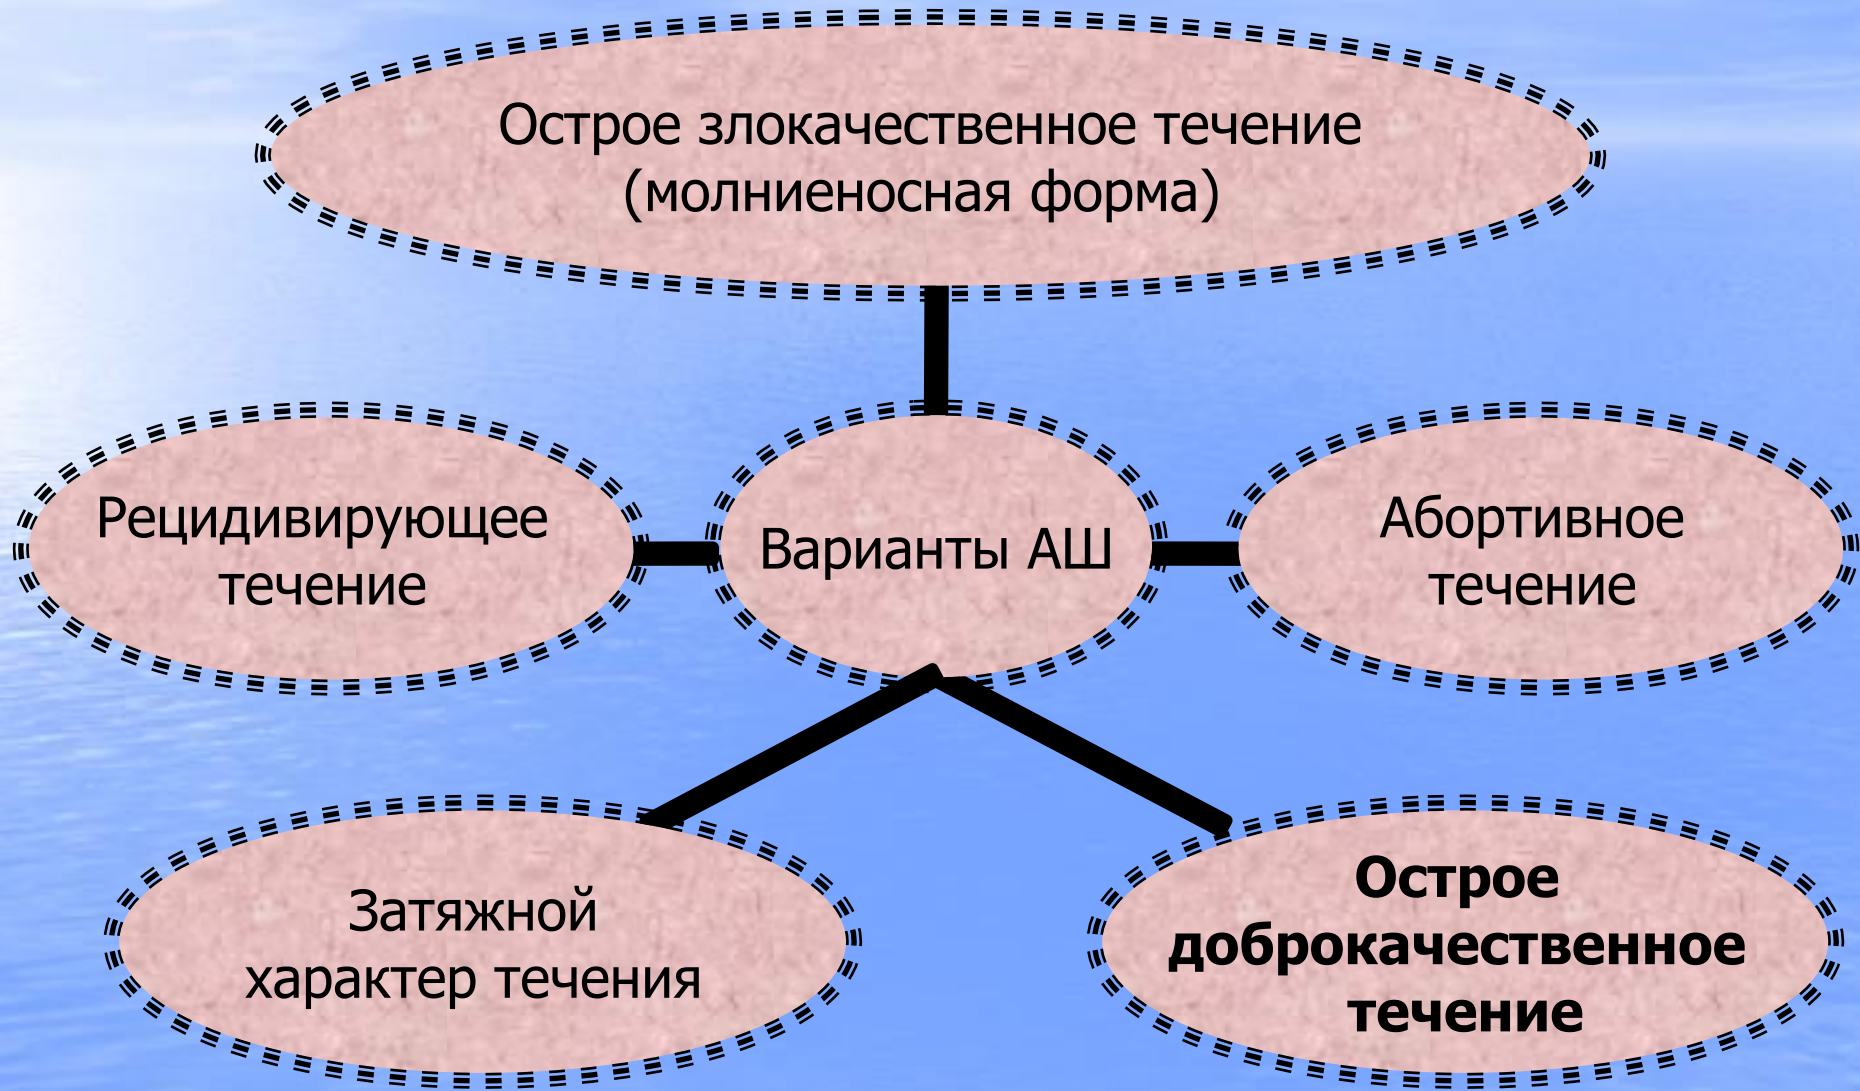 Острое злокачественное течение
(молниеносная форма)
Рецидивирующее
течение
Варианты АШ
Абортивное
течение
Затяжной
характер течения
Острое
доброкачественное
течение